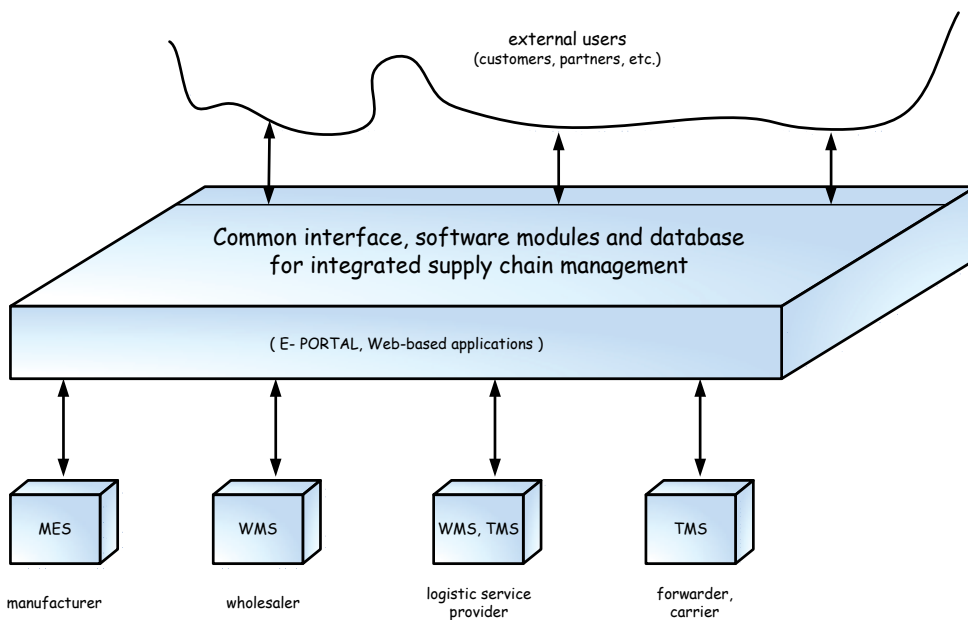 external users
(customers, partners, etc.)
Common interface, software modules and database
for integrated supply chain management
( E- PORTAL, Web-based applications )
MES
WMS
WMS, TMS
TMS
manufacturer
wholesaler
logistic service
provider
forwarder,
carrier